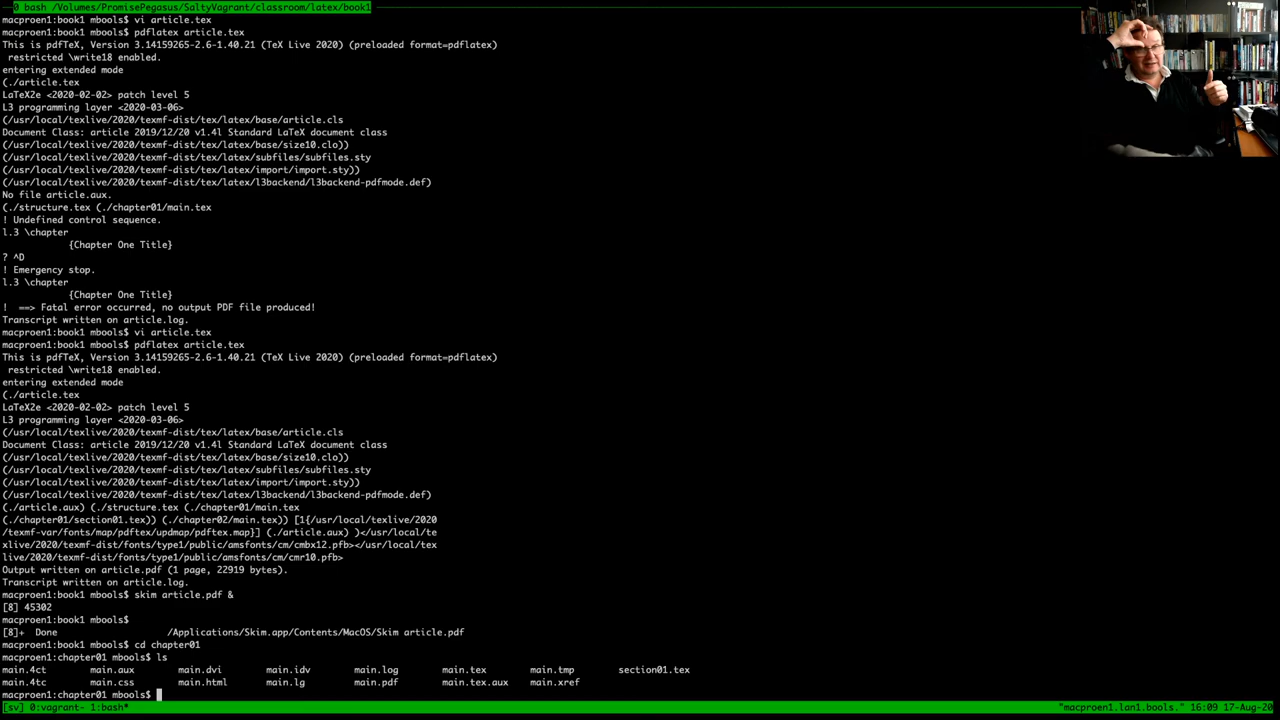 0 bash /Volumes/PromisePegasus/SaltyVagrant/classroom/latex/book1
macproen1:book1 mbools$ vi article.tex
macproen1:book1 mbools$ pdflatex article.tex
This is pdfTeX, Version 3.14159265-2.6-1.40.21 (TeX Live 2020) (preloaded format=pdflatex)
 restricted \write18 enabled.
entering extended mode
(./article.tex
LaTeX2e <2020-02-02> patch level 5
L3 programming layer <2020-03-06>
(/usr/local/texlive/2020/texmf-dist/tex/latex/base/article.cls
Document Class: article 2019/12/20 v1.4l Standard LaTeX document class
(/usr/local/texlive/2020/texmf-dist/tex/latex/base/size10.clo))
(/usr/local/texlive/2020/texmf-dist/tex/latex/subfiles/subfiles.sty
(/usr/local/texlive/2020/texmf-dist/tex/latex/import/import.sty))
(/usr/local/texlive/2020/texmf-dist/tex/latex/l3backend/l3backend-pdfmode.def)
No file article.aux.
(./structure.tex (./chapter01/main.tex
! Undefined control sequence.
l.3 \chapter
{Chapter One Title}
? ^D
! Emergency stop.
l.3 \chapter
{Chapter One Title}
!  ==> Fatal error occurred, no output PDF file produced!
Transcript written on article.log.
macproen1:book1 mbools$ vi article.tex
macproen1:book1 mbools$ pdflatex article.tex
This is pdfTeX, Version 3.14159265-2.6-1.40.21 (TeX Live 2020) (preloaded format=pdflatex)
 restricted \write18 enabled.
entering extended mode
(./article.tex
LaTeX2e <2020-02-02> patch level 5
L3 programming layer <2020-03-06>
(/usr/local/texlive/2020/texmf-dist/tex/latex/base/article.cls
Document Class: article 2019/12/20 v1.4l Standard LaTeX document class
(/usr/local/texlive/2020/texmf-dist/tex/latex/base/size10.clo))
(/usr/local/texlive/2020/texmf-dist/tex/latex/subfiles/subfiles.sty
(/usr/local/texlive/2020/texmf-dist/tex/latex/import/import.sty))
(/usr/local/texlive/2020/texmf-dist/tex/latex/l3backend/l3backend-pdfmode.def)
(./article.aux) (./structure.tex (./chapter01/main.tex
(./chapter01/section01.tex)) (./chapter02/main.tex)) [1{/usr/local/texlive/2020
/texmf-var/fonts/map/pdftex/updmap/pdftex.map}] (./article.aux) )</usr/local/te
xlive/2020/texmf-dist/fonts/type1/public/amsfonts/cm/cmbx12.pfb></usr/local/tex
live/2020/texmf-dist/fonts/type1/public/amsfonts/cm/cmr10.pfb>
Output written on article.pdf (1 page, 22919 bytes).
Transcript written on article.log.
macproen1:book1 mbools$ skim article.pdf &
[8] 45302
macproen1:book1 mbools$
[8]+  Done                    /Applications/Skim.app/Contents/MacOS/Skim article.pdf
macproen1:book1 mbools$ cd chapter01
macproen1:chapter01 mbools$ ls
main.4ct main.aux main.dvi main.idv main.log main.tex main.tmp section01.tex
main.4tc main.css main.html main.lg main.pdf main.tex.aux main.xref
macproen1:chapter01 mbools$
[sv] 0:vagrant- 1:bash* "macproen1.lan1.bools." 16:09 17-Aug-20